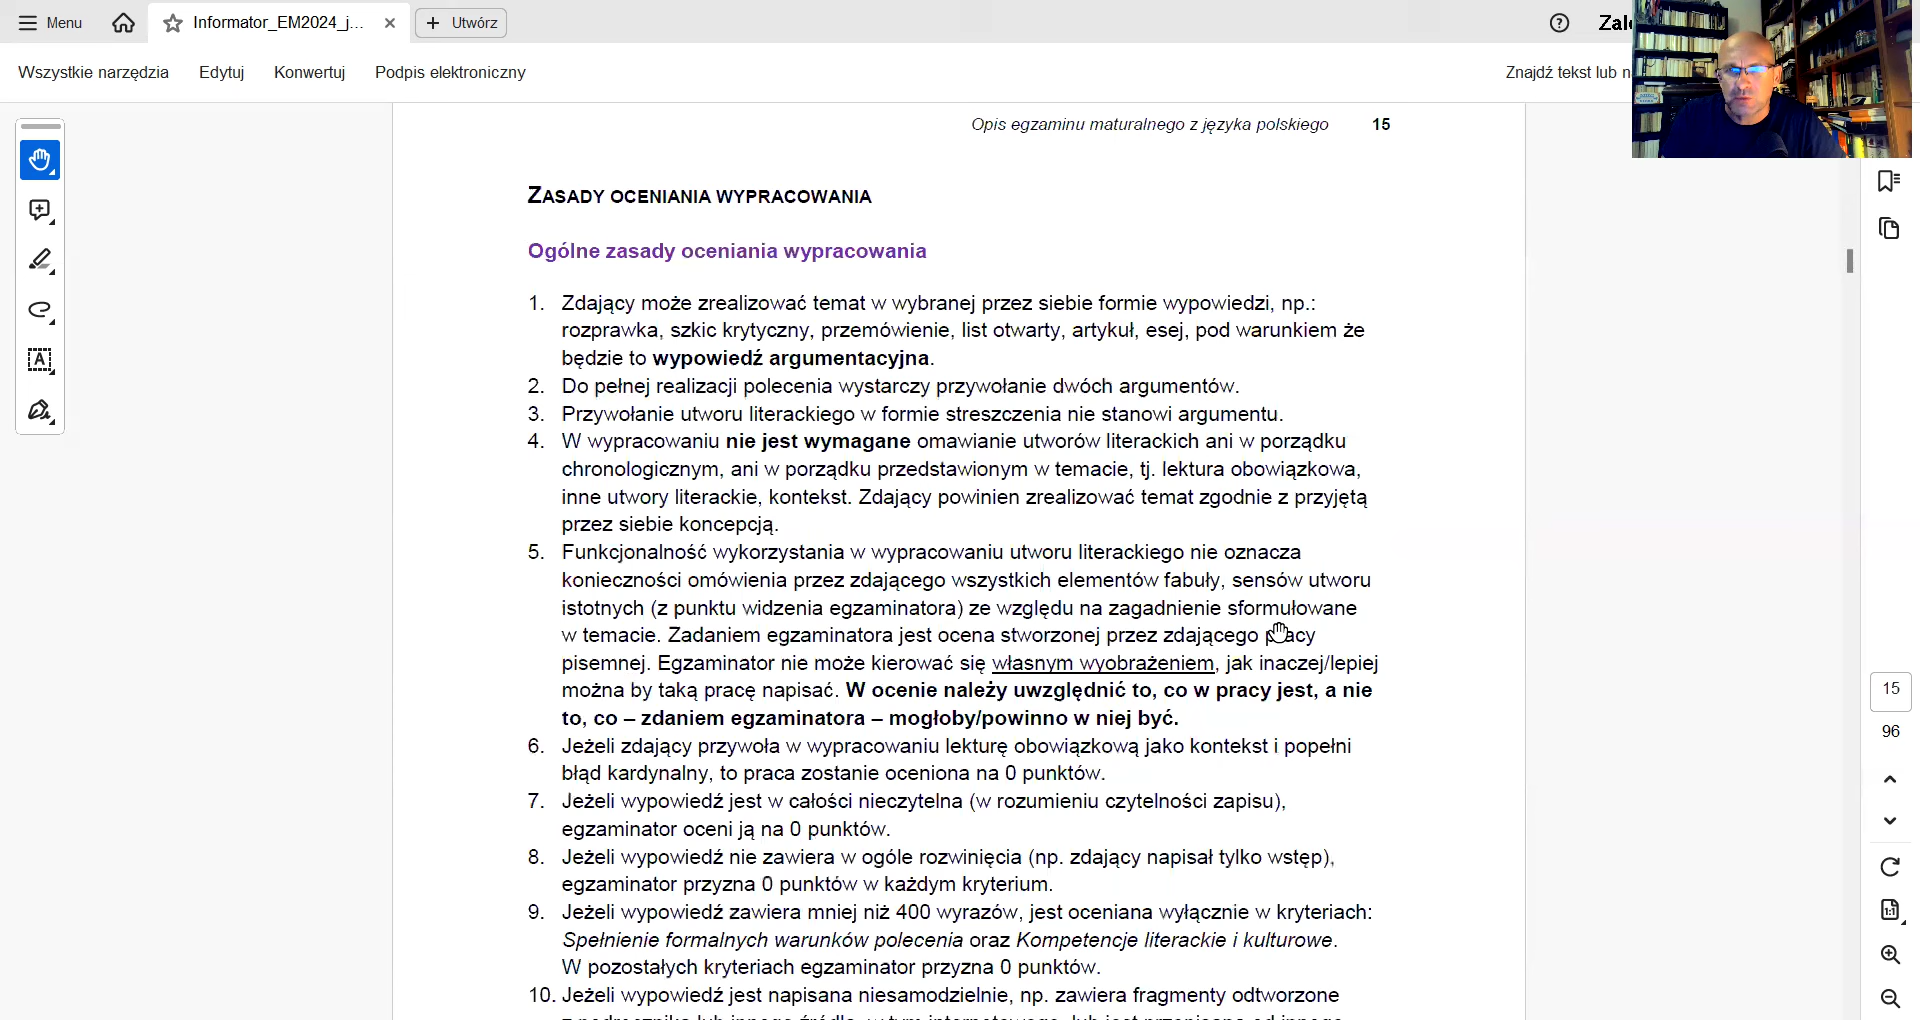 Menu
Informator_EM2024_j...
Utwórz
Wszystkie narzędzia
Edytuj
Konwertuj
Podpis elektroniczny
Znajdź tekst lub
Opis egzaminu maturalnego z języka polskiego 15
ZASADY OCENIANIA WYPRACOWANIA
Ogólne zasady oceniania wypracowania
1. Zdający może zrealizować temat w wybranej przez siebie formie wypowiedzi, np.:
rozprawka, szkic krytyczny, przemówienie, list otwarty, artykuł, esej, pod warunkiem że
będzie to wypowiedź argumentacyjna.
2. Do pełnej realizacji polecenia wystarczy przywołanie dwóch argumentów.
3. Przywołanie utworu literackiego w formie streszczenia nie stanowi argumentu.
4. W wypracowaniu nie jest wymagane omawianie utworów literackich ani w porządku
chronologicznym, ani w porządku przedstawionym w temacie, tj. lektura obowiązkowa,
inne utwory literackie, kontekst. Zdający powinien zrealizować temat zgodnie z przyjętą
przez siebie koncepcją.
5. Funkcjonalność wykorzystania w wypracowaniu utworu literackiego nie oznacza
konieczności omówienia przez zdającego wszystkich elementów fabuły, sensów utworu
istotnych (z punktu widzenia egzaminatora) ze względu na zagadnienie sformułowane
w temacie. Zadaniem egzaminatora jest ocena stworzonej przez zdającego pracy
pisemnej. Egzaminator nie może kierować się własnym wyobrażeniem, jak inaczej/lepiej
można by taką pracę napisać. W ocenie należy uwzględnić to, co w pracy jest, a nie
to, co – zdaniem egzaminatora – mogłoby/powinno w niej być.
6. Jeżeli zdający przywoła w wypracowaniu lekturę obowiązkową jako kontekst i popełni
błąd kardynalny, to praca zostanie oceniona na 0 punktów.
7. Jeżeli wypowiedź jest w całości nieczytelna (w rozumieniu czytelności zapisu),
egzaminator oceni ją na 0 punktów.
8. Jeżeli wypowiedź nie zawiera w ogóle rozwinięcia (np. zdający napisał tylko wstęp),
egzaminator przyzna 0 punktów w każdym kryterium.
9. Jeżeli wypowiedź zawiera mniej niż 400 wyrazów, jest oceniana wyłącznie w kryteriach:
Spełnienie formalnych warunków polecenia oraz Kompetencje literackie i kulturowe.
W pozostałych kryteriach egzaminator przyzna 0 punktów.
10. Jeżeli wypowiedź jest napisana niesamodzielnie, np. zawiera fragmenty odtworzone
15
96